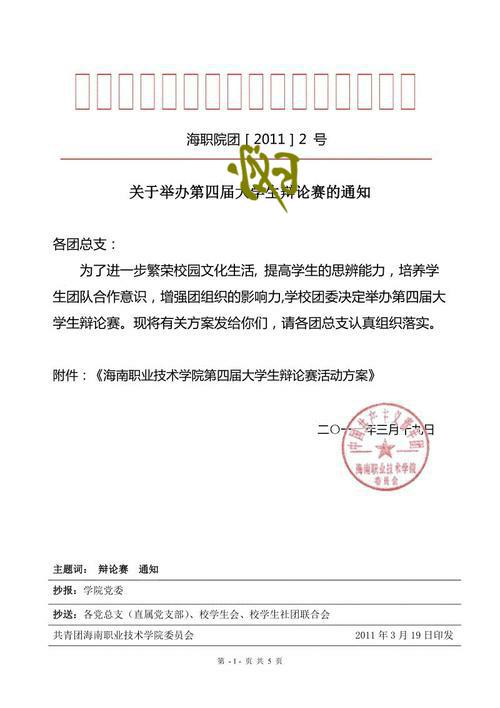 海职院团［2011］2 号
关于举办第四届大学生辩论赛的通知
各团总支：
为了进一步繁荣校园文化生活, 提高学生的思辨能力，培养学
生团队合作意识，增强团组织的影响力,学校团委决定举办第四届大
学生辩论赛。现将有关方案发给你们，请各团总支认真组织落实。
附件：《海南职业技术学院第四届大学生辩论赛活动方案》
二〇一 年三月十九日
中国共产主义青年团
海南职业技术学院
委员会
主题词： 辩论赛 通知
抄报：学院党委
抄送：各党总支（直属党支部）、校学生会、校学生社团联合会
共青团海南职业技术学院委员会 2011 年 3 月 19 日印发
第 - 1 - 页 共 5 页